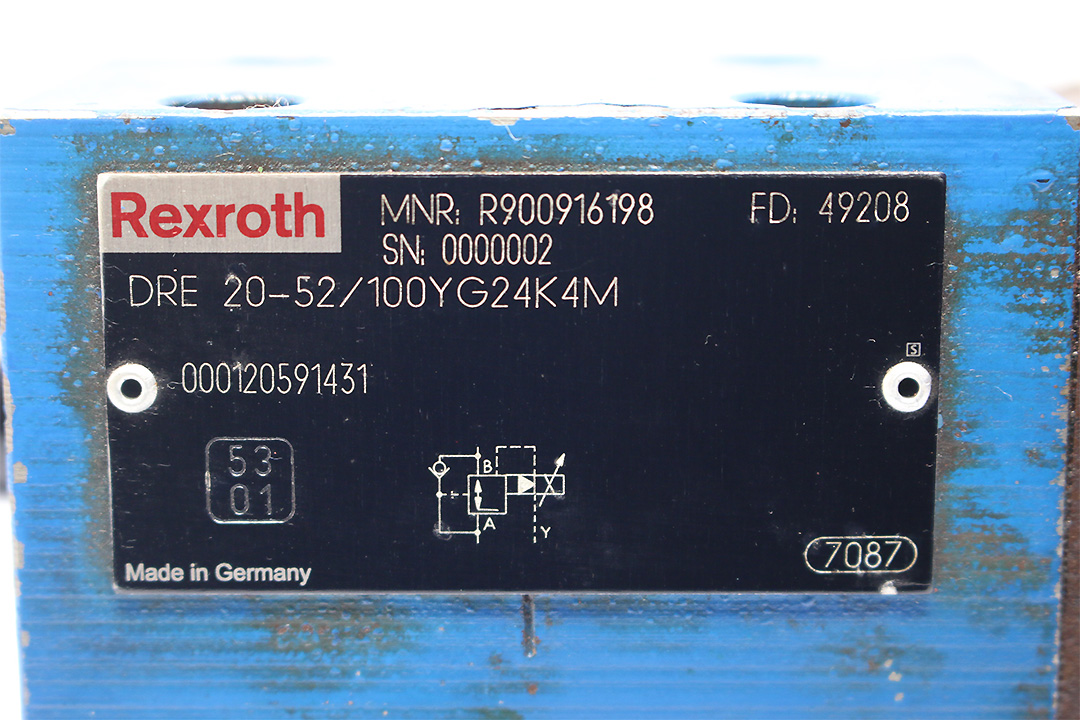 Rexroth
MNR: R900916198
FD: 49208
SN: 0000002
DRE 20-52/100YG24K4M
S
000120591431
53
01
B
A
Y
7087
Made in Germany